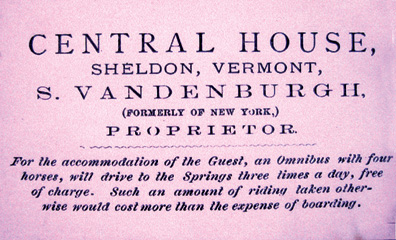 CENTRAL HOUSE,
SHELDON, VERMONT,
S. VANDENBURGH,
(FORMERLY OF NEW YORK,)
PROPRIETOR.
For the accommodation of the Guest, an Omnibus with four
horses, will drive to the Springs three times a day, free
of charge. Such an amount of riding taken other-
wise would cost more than the expense of boarding.